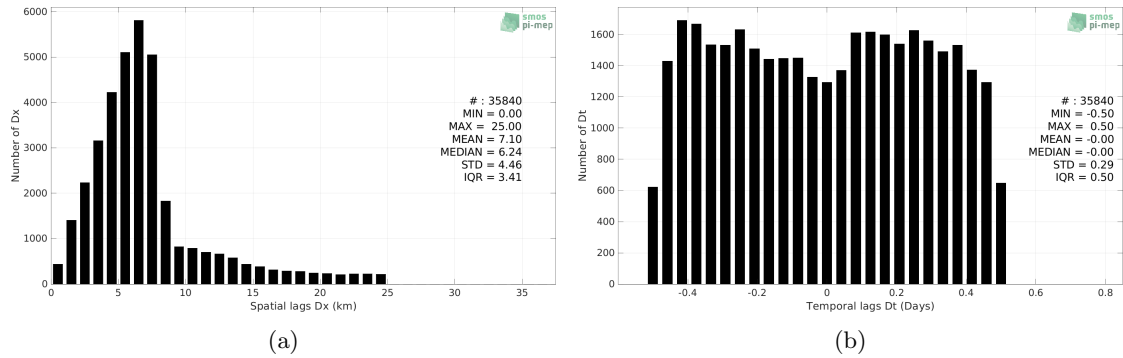 6000
5000
4000
3000
2000
1000
0
Number of Dx
0 5 10 15 20 25 30 35
Spatial lags Dx (km)
smos
pi-mep
# : 35840
MIN = 0.00
MAX = 25.00
MEAN = 7.10
MEDIAN = 6.24
STD = 4.46
IQR = 3.41
(a)
1600
1400
1200
1000
800
600
400
200
0
Number of Dt
-0.4 -0.2 0 0.2 0.4 0.6 0.8
Temporal lags Dt (Days)
smos
pi-mep
# : 35840
MIN = -0.50
MAX = 0.50
MEAN = -0.00
MEDIAN = -0.00
STD = 0.29
IQR = 0.50
(b)